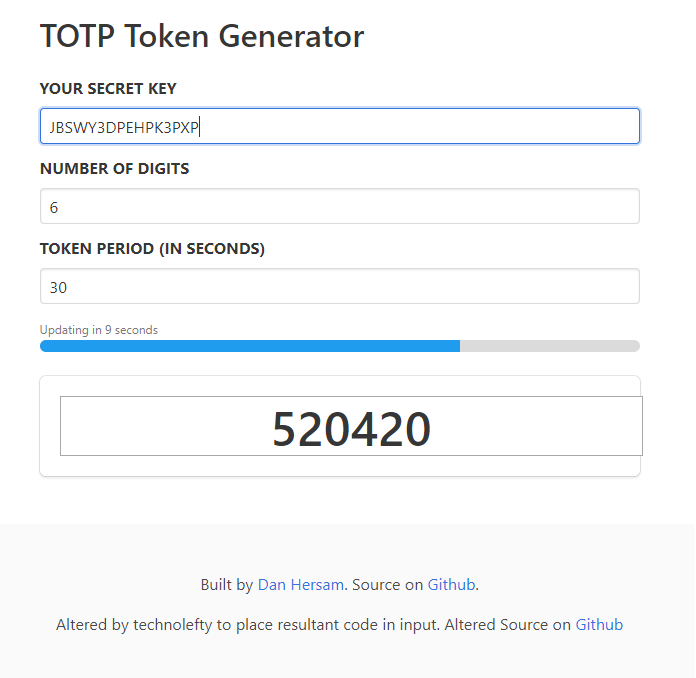 TOTP Token Generator
YOUR SECRET KEY
JBSWY3DPEHPK3PXP
NUMBER OF DIGITS
6
TOKEN PERIOD (IN SECONDS)
30
Updating in 9 seconds
520420
Built by Dan Hersam. Source on Github.
Altered by technolefty to place resultant code in input. Altered Source on Github